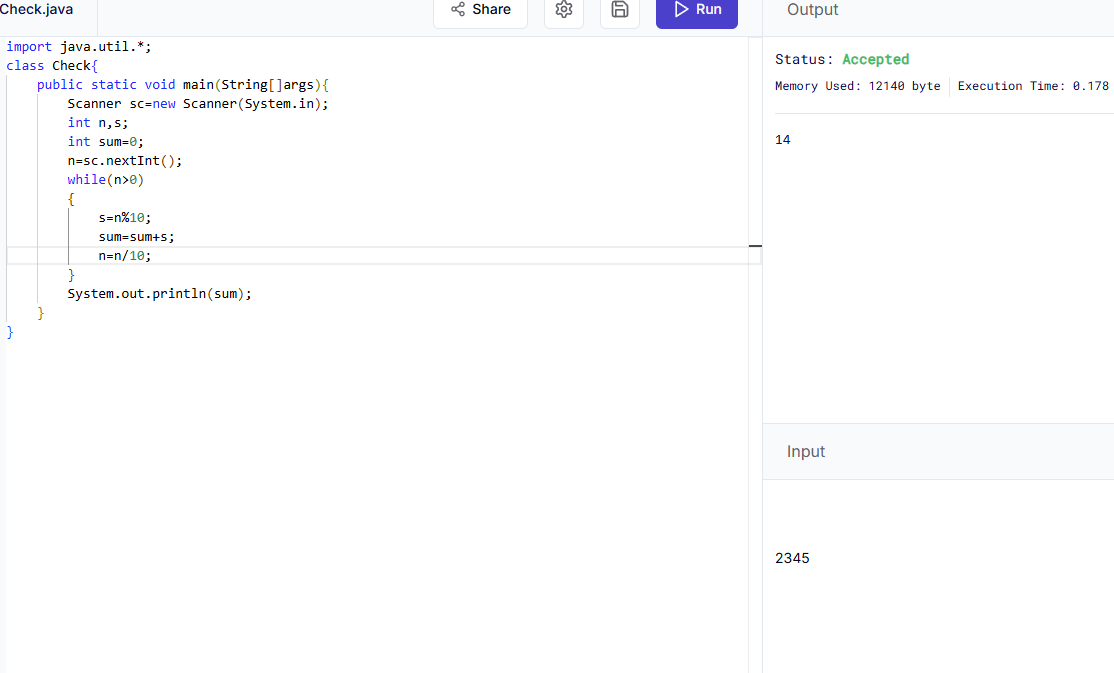 Check.java
Share
Run
import java.util.*;
class Check{
    public static void main(String[]args){
        Scanner sc=new Scanner(System.in);
        int n,s;
        int sum=0;
        n=sc.nextInt();
        while(n>0)
        {
            s=n%10;
            sum=sum+s;
            n=n/10;
        }
        System.out.println(sum);
    }
}
Output
Status: Accepted
Memory Used: 12140 byte Execution Time: 0.178
14
Input
2345